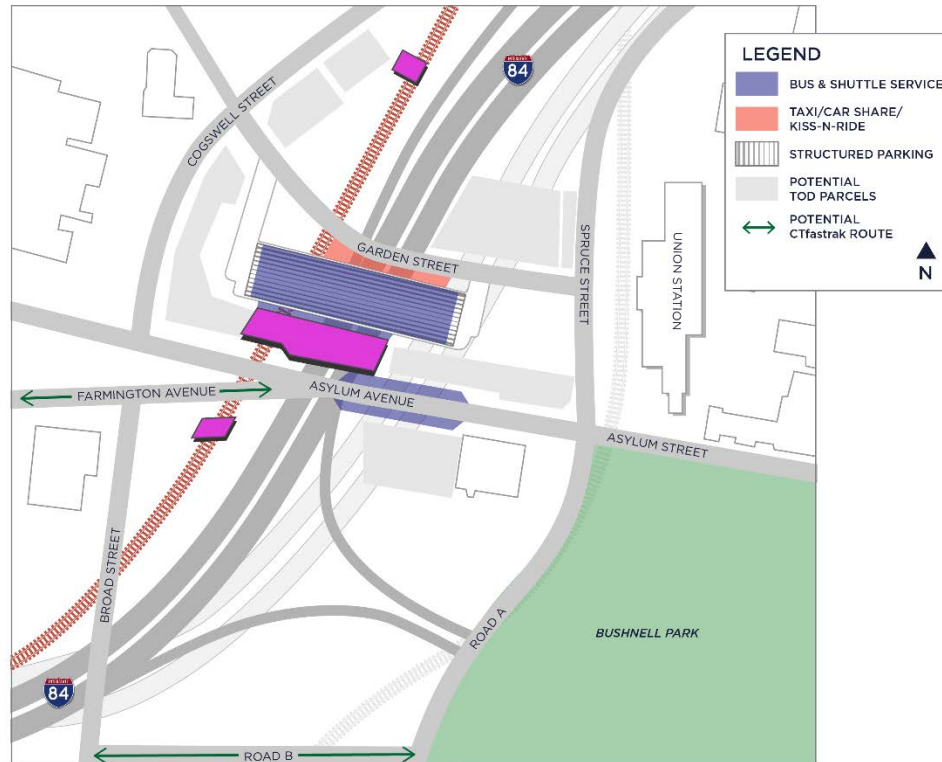 84
COGSWELL STREET
GARDEN STREET
SPRUCE STREET
UNION STATION
FARMINGTON AVENUE
ASYLUM AVENUE
ASYLUM STREET
BROAD STREET
ROAD A
BUSHNELL PARK
84
ROAD B
LEGEND
BUS & SHUTTLE SERVICE
TAXI/CAR SHARE/
KISS-N-RIDE
STRUCTURED PARKING
POTENTIAL
TOD PARCELS
POTENTIAL
CTfastrak ROUTE
N